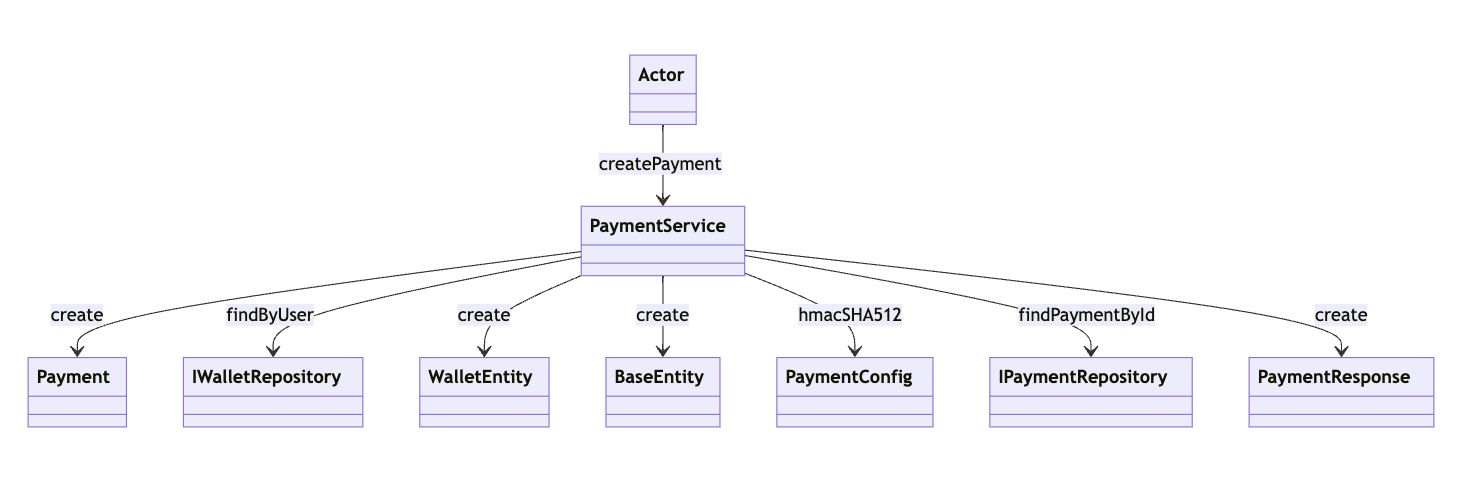 Actor
createPayment
PaymentService
create
findByUser
create
create
hmacSHA512
findPaymentById
create
Payment
IWalletRepository
WalletEntity
BaseEntity
PaymentConfig
IPaymentRepository
PaymentResponse